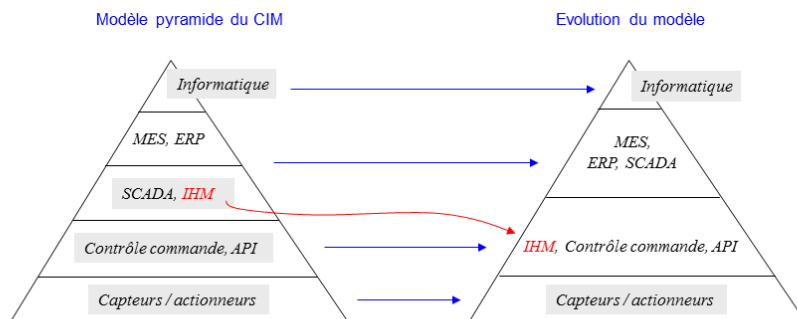 Modèle pyramide du CIM
Evolution du modèle
Informatique
Informatique
MES, ERP
MES,
ERP, SCADA
SCADA, IHM
Contrôle commande, API
IHM, Contrôle commande, API
Capteurs / actionneurs
Capteurs / actionneurs